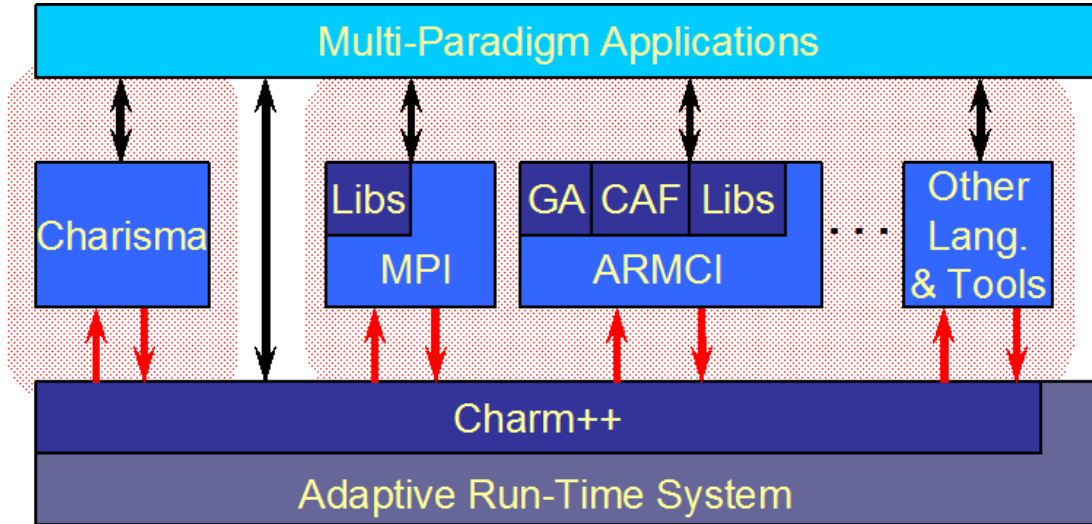 Multi-Paradigm Applications
Charisma
Libs
MPI
GA CAF Libs
ARMCI
. . .
Other
Lang.
& Tools
Charm++
Adaptive Run-Time System